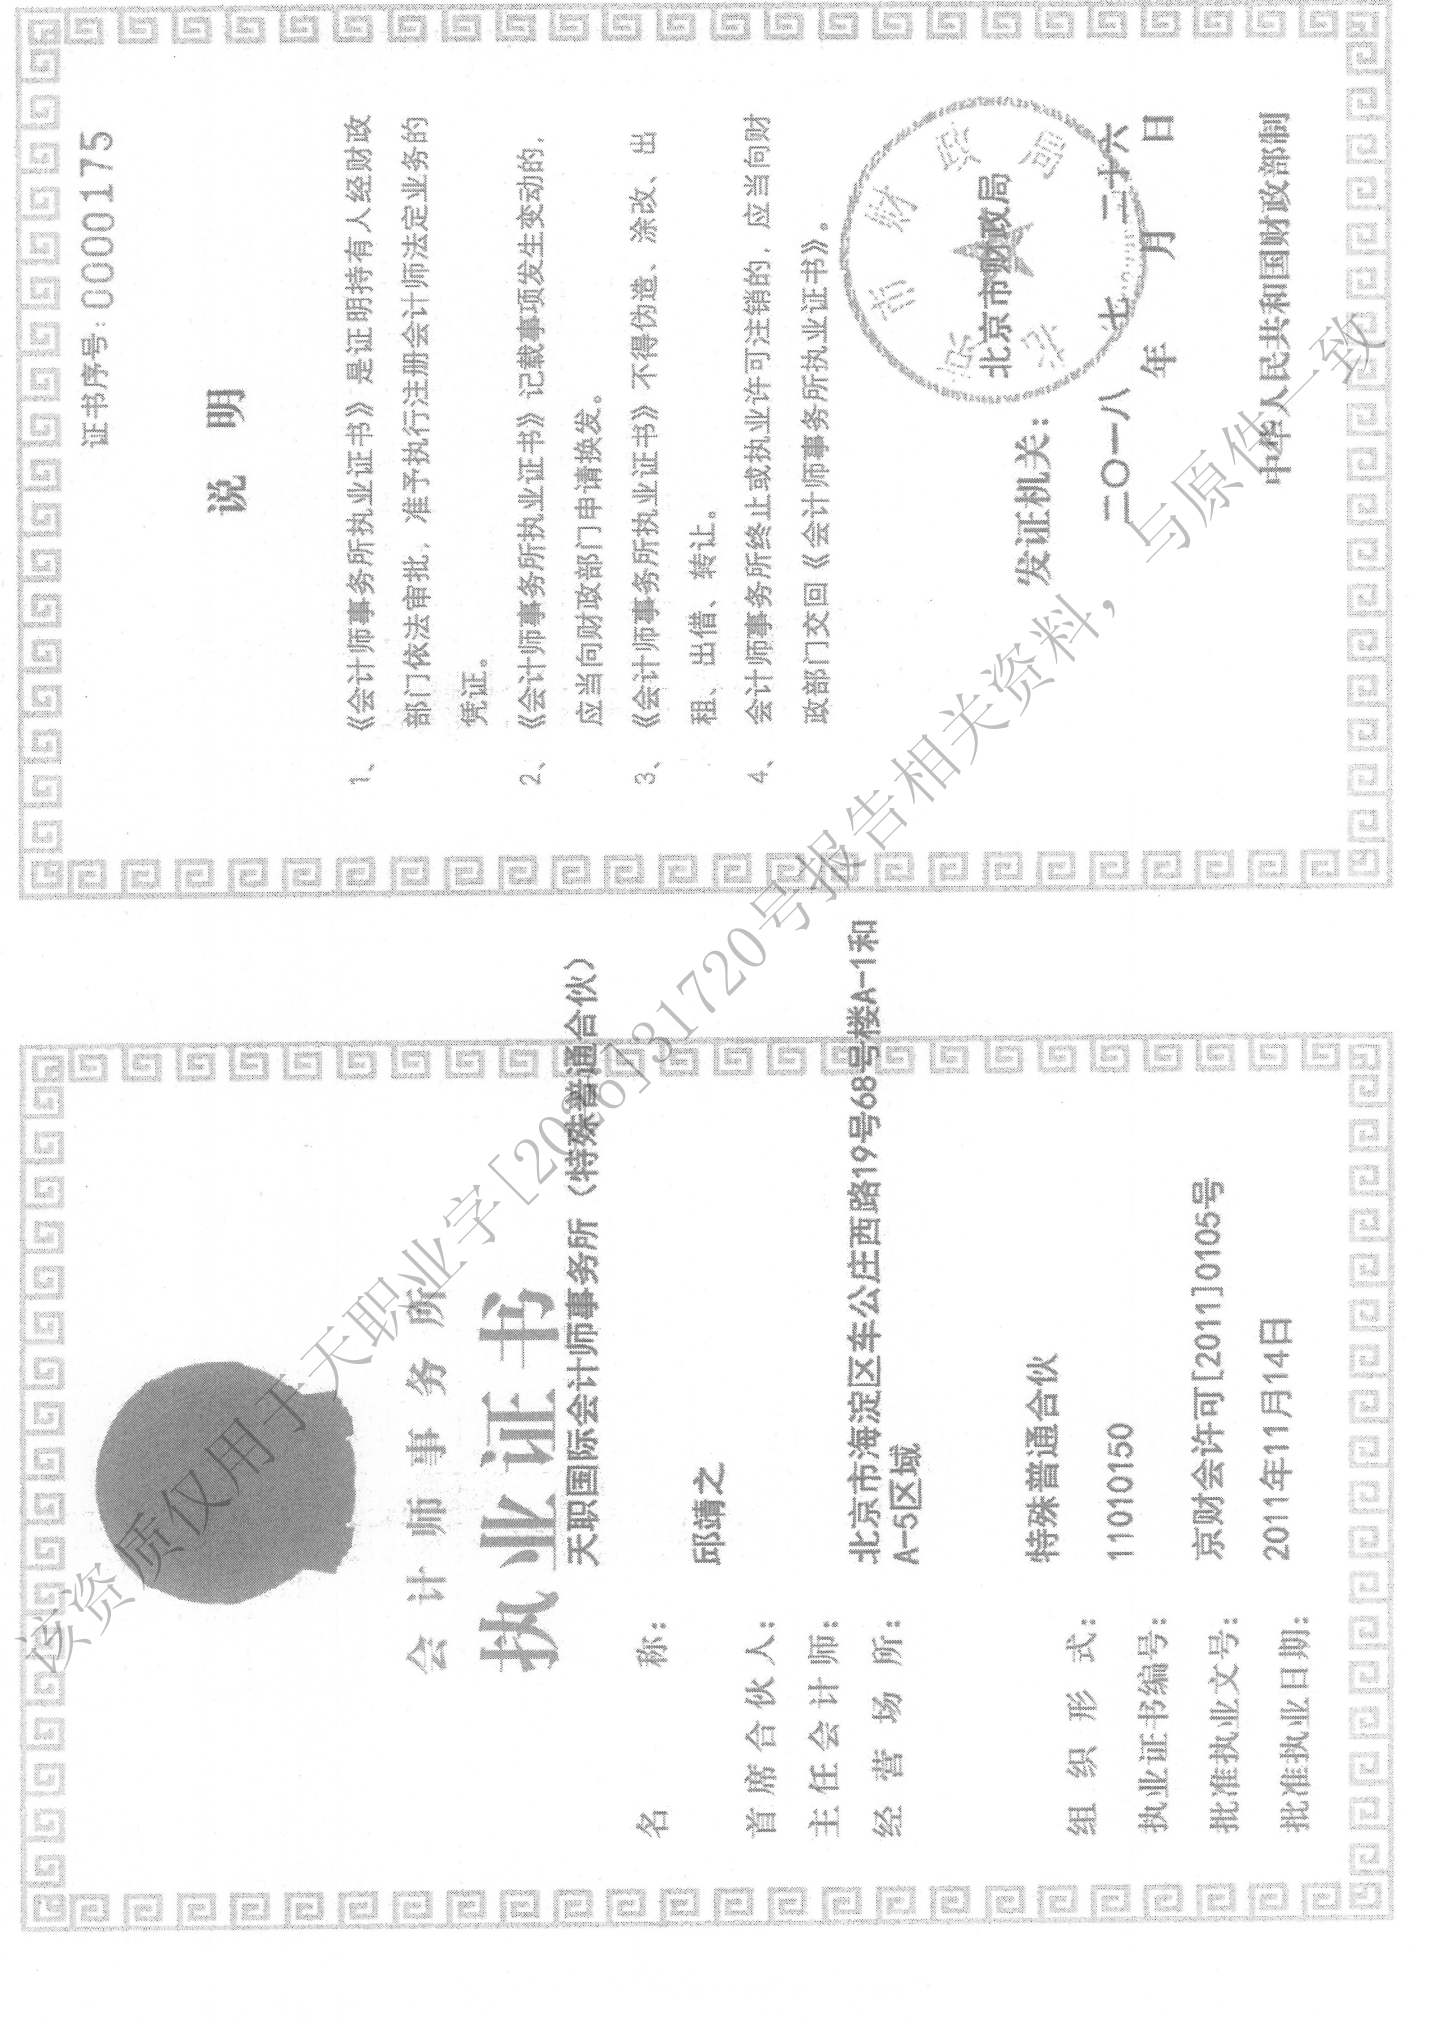 会计师事务所
执业证书
名称：天职国际会计师事务所（特殊普通合伙）
首席合伙人：邱靖之
主任会计师：
经营场所：北京市海淀区车公庄西路19号68号楼A-1和
A-5区域
组织形式：特殊普通合伙
执业证书编号：11010150
批准执业文号：京财会许可[2011]0105号
批准执业日期：2011年11月14日
证书序号：0000175
说明
1、《会计师事务所执业证书》是证明持有人经财政
部门依法审批，准予执行注册会计师法定业务的
凭证。
2、《会计师事务所执业证书》记载事项发生变动的，
应当向财政部门申请换发。
3、《会计师事务所执业证书》不得伪造、涂改、出
租、出借、转让。
4、会计师事务所终止或执业许可注销的，应当向财
政部门交回《会计师事务所执业证书》。
发证机关：北京市财政局
北京市财政局
二〇一八年七月二十六日
中华人民共和国财政部制
该资质仅用于天职业字[2026]31720号报告相关资料，与原件一致